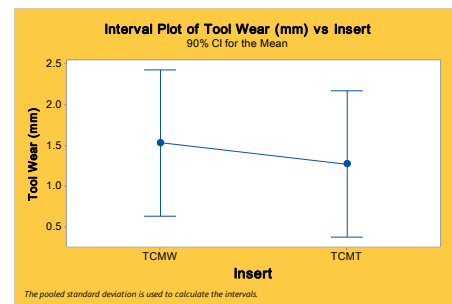 Interval Plot of Tool Wear (mm) vs Insert
90% CI for the Mean
2.5
2.0
1.5
1.0
0.5
Tool Wear (mm)
TCMW
TCMT
Insert
The pooled standard deviation is used to calculate the intervals.